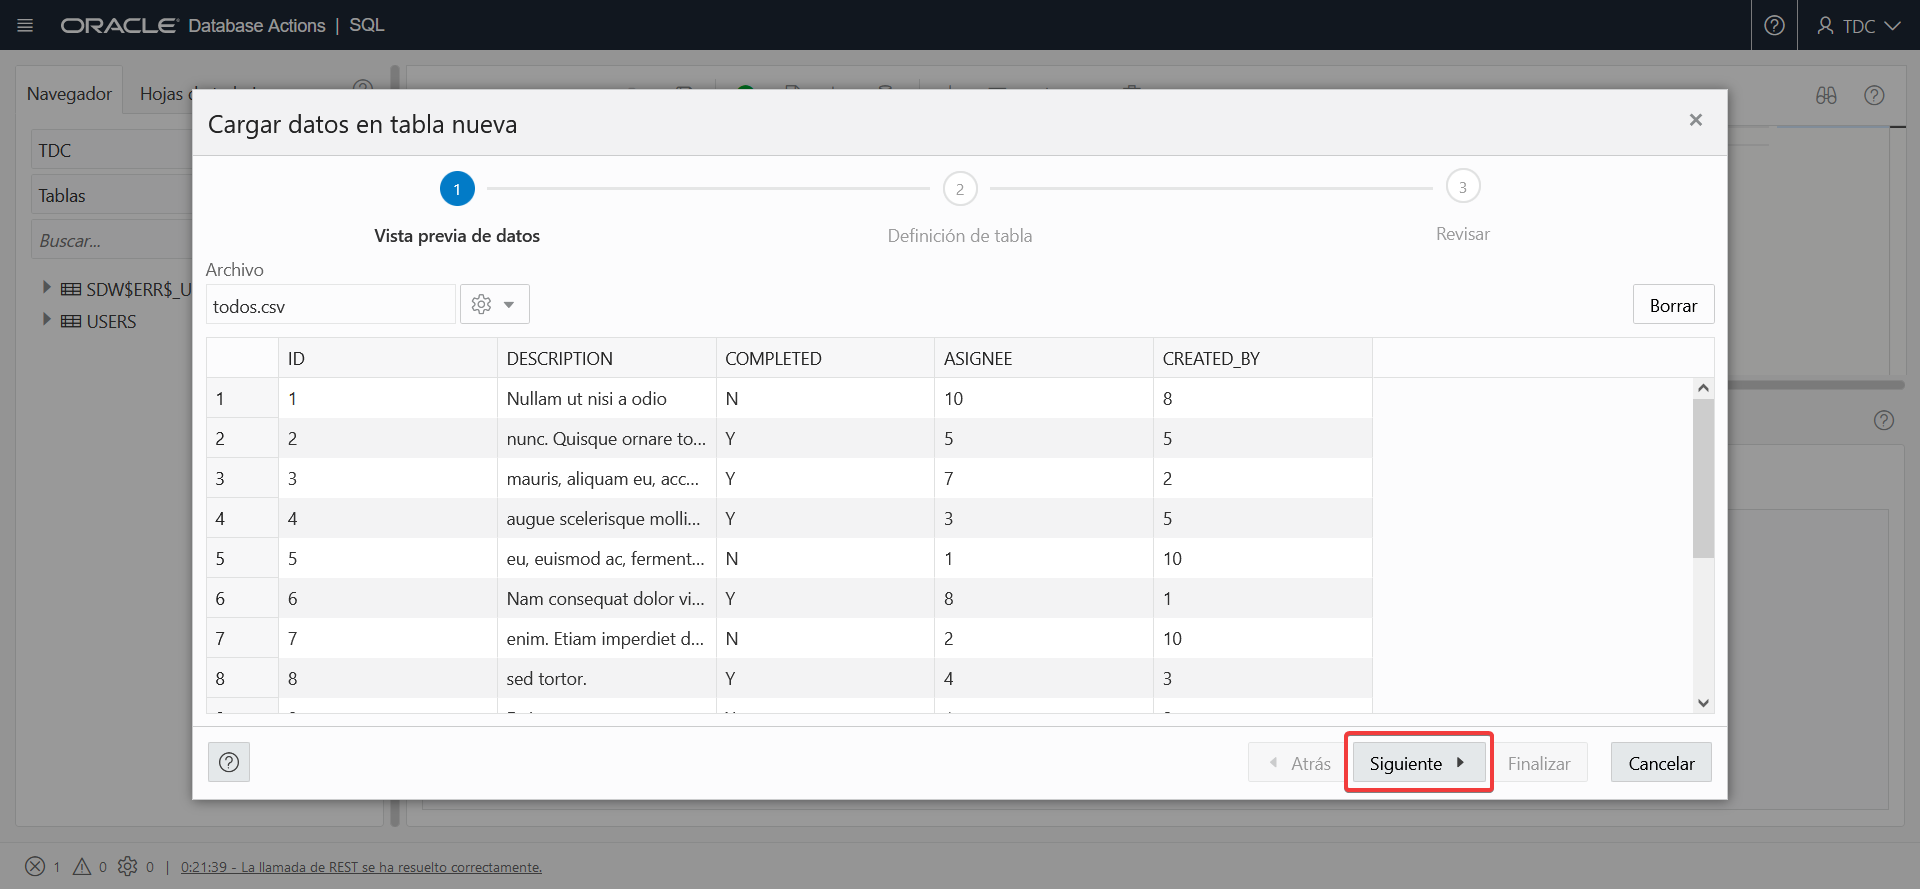 ORACLE Database Actions | SQL
TDC
Navegador
Hojas
TDC
Tablas
Buscar...
SDW$ERR$_U
USERS
Cargar datos en tabla nueva
1
2
3
Vista previa de datos
Definición de tabla
Revisar
Archivo
todos.csv
Borrar
ID DESCRIPTION COMPLETED ASIGNEE CREATED_BY
1 1 Nullam ut nisi a odio N 10 8
2 2 nunc. Quisque ornare to... Y 5 5
3 3 mauris, aliquam eu, acc... Y 7 2
4 4 augue scelerisque molli... Y 3 5
5 5 eu, euismod ac, ferment... N 1 10
6 6 Nam consequat dolor vi... Y 8 1
7 7 enim. Etiam imperdiet d... N 2 10
8 8 sed tortor. Y 4 3
Atrás
Siguiente
Finalizar
Cancelar
1 0 0 | 0:21:39 - La llamada de REST se ha resuelto correctamente.